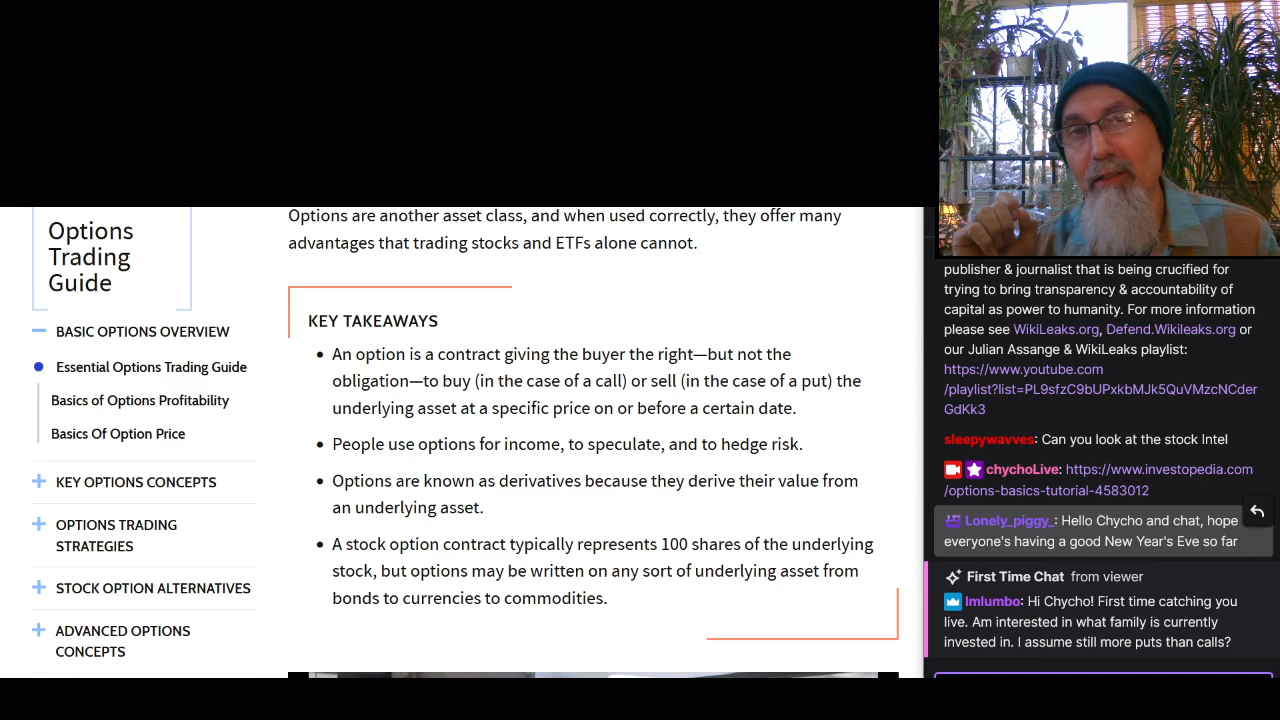 Options
Trading
Guide
BASIC OPTIONS OVERVIEW
Essential Options Trading Guide
Basics of Options Profitability
Basics Of Option Price
KEY OPTIONS CONCEPTS
OPTIONS TRADING
STRATEGIES
STOCK OPTION ALTERNATIVES
ADVANCED OPTIONS
CONCEPTS
Options are another asset class, and when used correctly, they offer many
advantages that trading stocks and ETFs alone cannot.
KEY TAKEAWAYS
• An option is a contract giving the buyer the right—but not the
obligation—to buy (in the case of a call) or sell (in the case of a put) the
underlying asset at a specific price on or before a certain date.
• People use options for income, to speculate, and to hedge risk.
• Options are known as derivatives because they derive their value from
an underlying asset.
• A stock option contract typically represents 100 shares of the underlying
stock, but options may be written on any sort of underlying asset from
bonds to currencies to commodities.
publisher & journalist that is being crucified for
trying to bring transparency & accountability of
capital as power to humanity. For more information
please see WikiLeaks.org, Defend.Wikileaks.org or
our Julian Assange & WikiLeaks playlist:
https://www.youtube.com
/playlist?list=PL9sfzC9bUPxkbMJk5QuVMzcNCder
GdKk3
sleepywavves: Can you look at the stock Intel
chychoLive: https://www.investopedia.com
/options-basics-tutorial-4583012
Lonely_piggy_: Hello Chycho and chat, hope
everyone's having a good New Year's Eve so far
First Time Chat from viewer
lmlumbo: Hi Chycho! First time catching you
live. Am interested in what family is currently
invested in. I assume still more puts than calls?